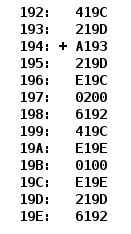 192: 419C
193: 219D
194: + A193
195: 219D
196: E19C
197: 0200
198: 6192
199: 419C
19A: E19E
19B: 0100
19C: E19E
19D: 219D
19E: 6192